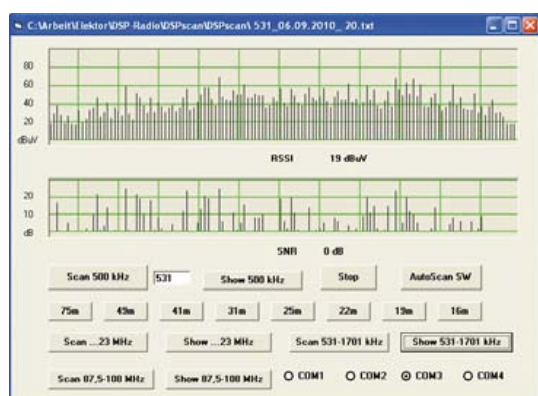 C:\Arbeit\Elektor\DSP-Radio\DSPscan\DSPscan\ 531_06.09.2010_ 20.txt
80
60
40
20
dBuV
RSSI 19 dBuV
20
10
dB
SNR 0 dB
Scan 500 kHz 531 Show 500 kHz Stop AutoScan SW
75m 49m 41m 31m 25m 22m 19m 16m
Scan ...23 MHz Show ...23 MHz Scan 531-1701 kHz Show 531-1701 kHz
Scan 87,5-108 MHz Show 87,5-108 MHz COM1 COM2 COM3 COM4